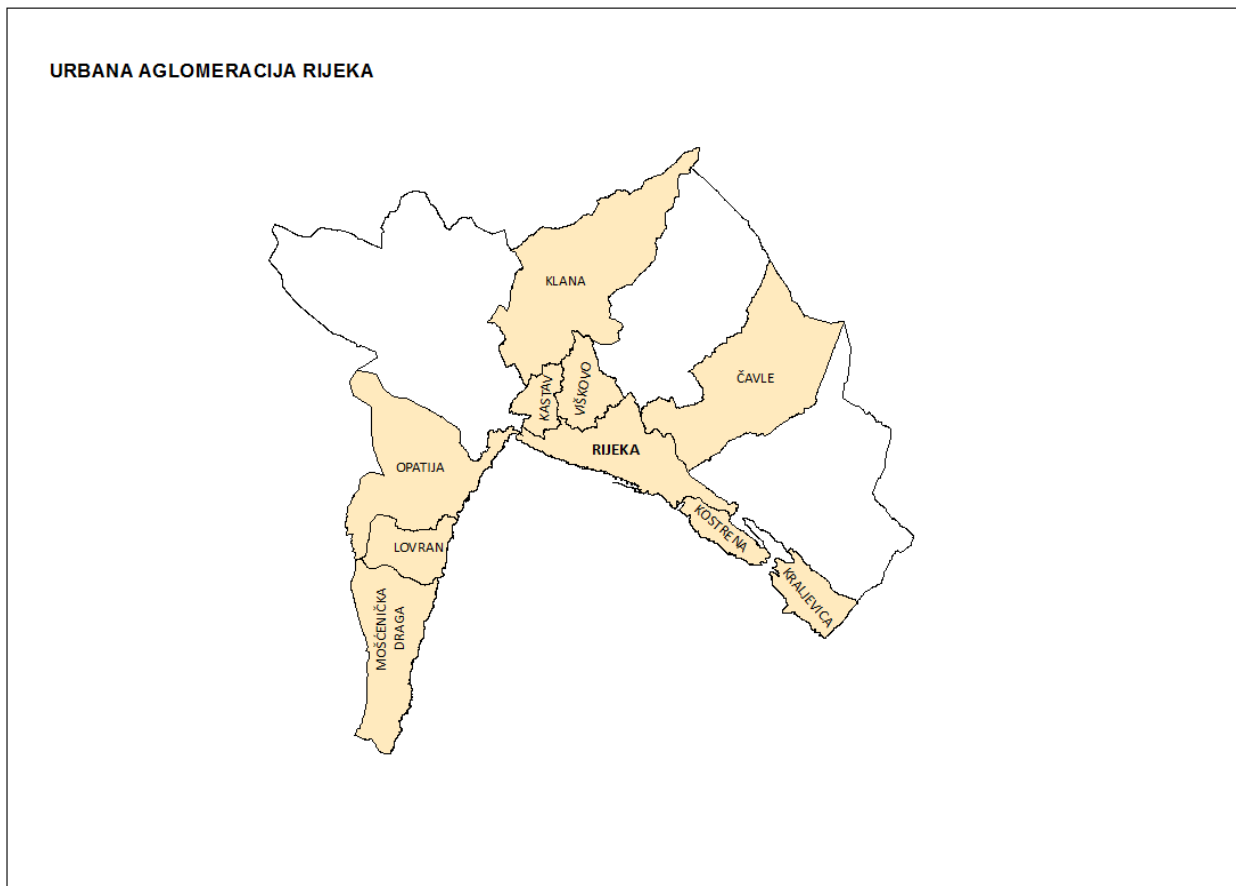 URBANA AGLOMERACIJA RIJEKA
KLANA
KASTAV
VIŠKOVO
ČAVLE
RIJEKA
OPATIJA
KOSTRENA
LOVRAN
KRALJEVICA
MOŠĆENIČKA
DRAGA